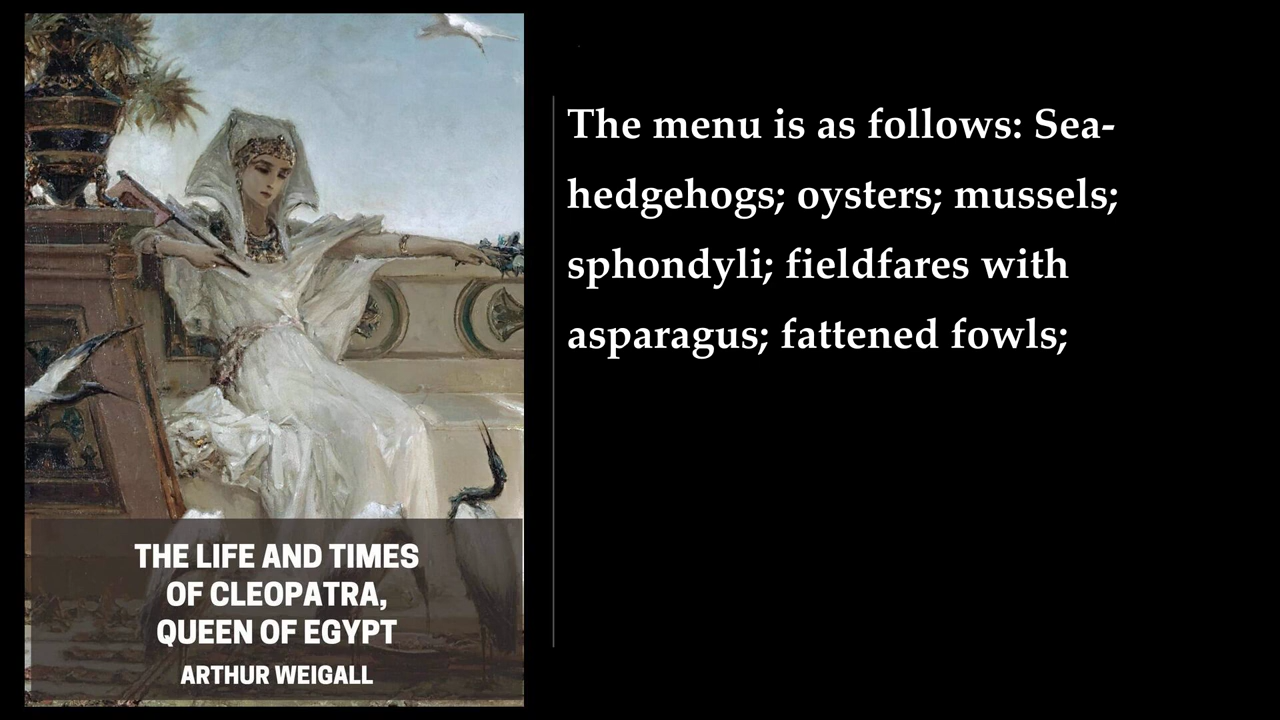 The menu is as follows: Sea-
hedgehogs; oysters; mussels;
sphondyli; fieldfares with
asparagus; fattened fowls;
THE LIFE AND TIMES
OF CLEOPATRA,
QUEEN OF EGYPT
ARTHUR WEIGALL